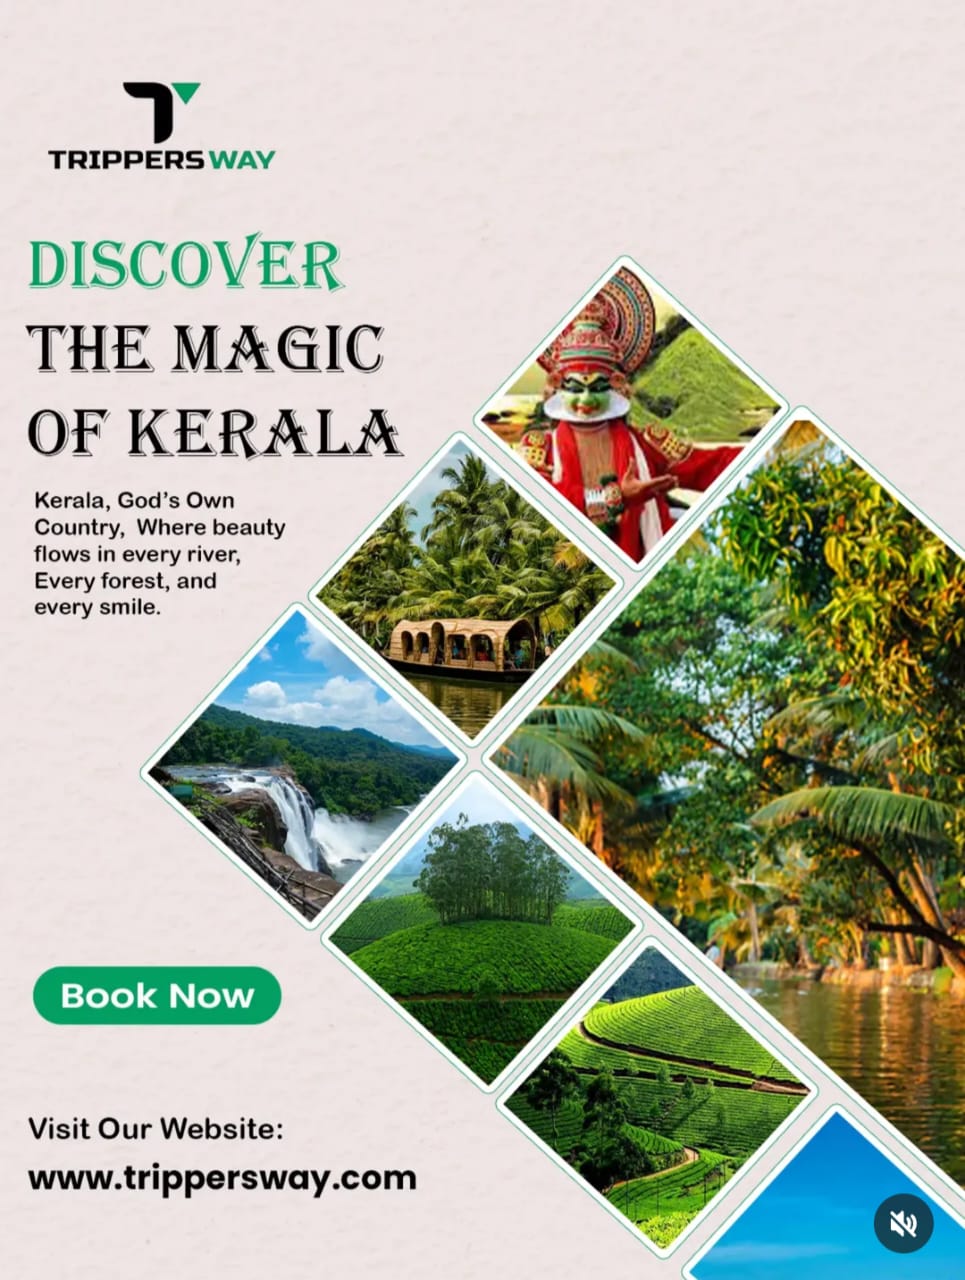 TRIPPERSWAY
DISCOVER
THE MAGIC
OF KERALA
Kerala, God's Own
Country, Where beauty
flows in every river,
Every forest, and
every smile.
Book Now
Visit Our Website:
www.trippersway.com